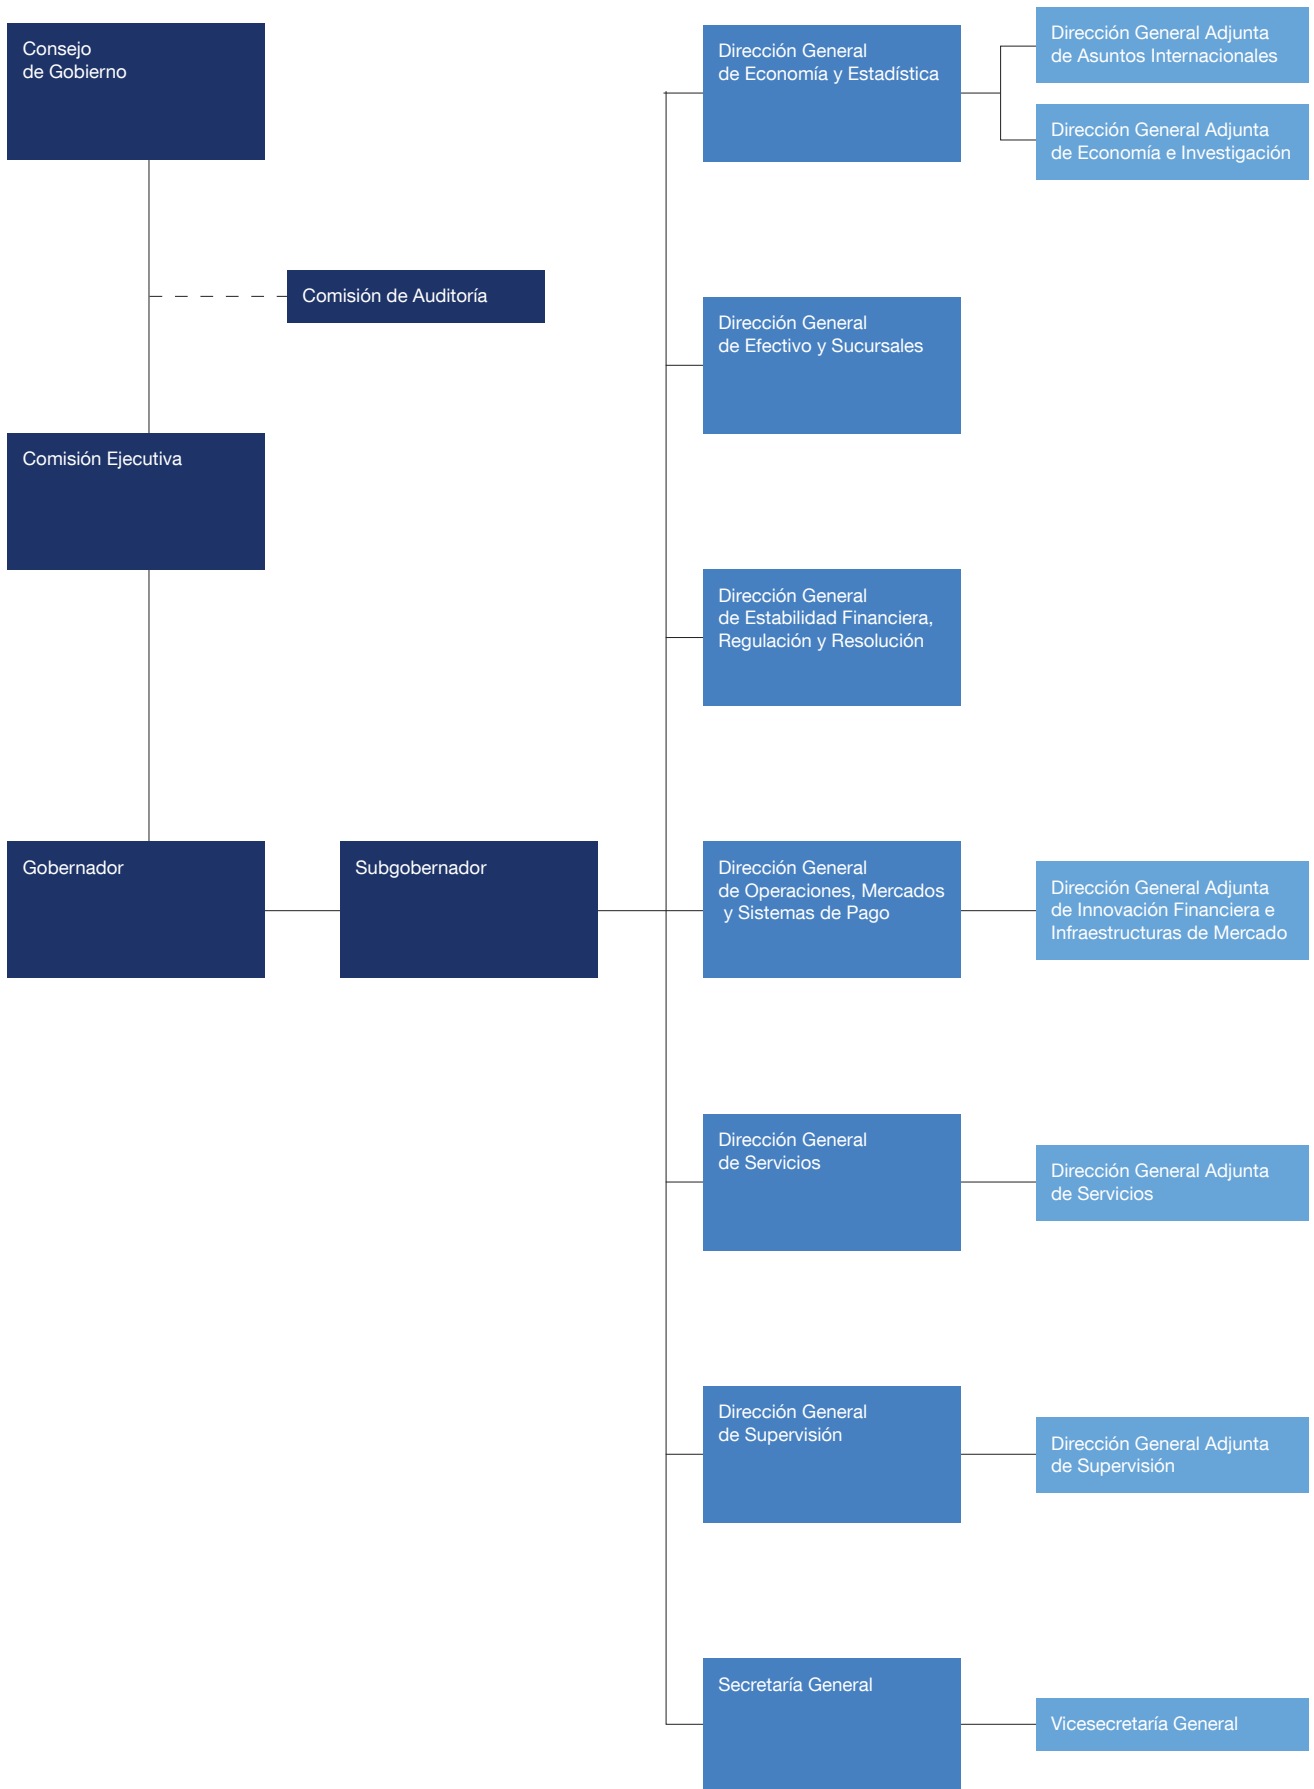 Consejo
de Gobierno
Comisión de Auditoría
Comisión Ejecutiva
Gobernador
Subgobernador
Dirección General
de Economía y Estadística
Dirección General Adjunta
de Asuntos Internacionales
Dirección General Adjunta
de Economía e Investigación
Dirección General
de Efectivo y Sucursales
Dirección General
de Estabilidad Financiera,
Regulación y Resolución
Dirección General
de Operaciones, Mercados
y Sistemas de Pago
Dirección General Adjunta
de Innovación Financiera e
Infraestructuras de Mercado
Dirección General
de Servicios
Dirección General Adjunta
de Servicios
Dirección General
de Supervisión
Dirección General Adjunta
de Supervisión
Secretaría General
Vicesecretaría General